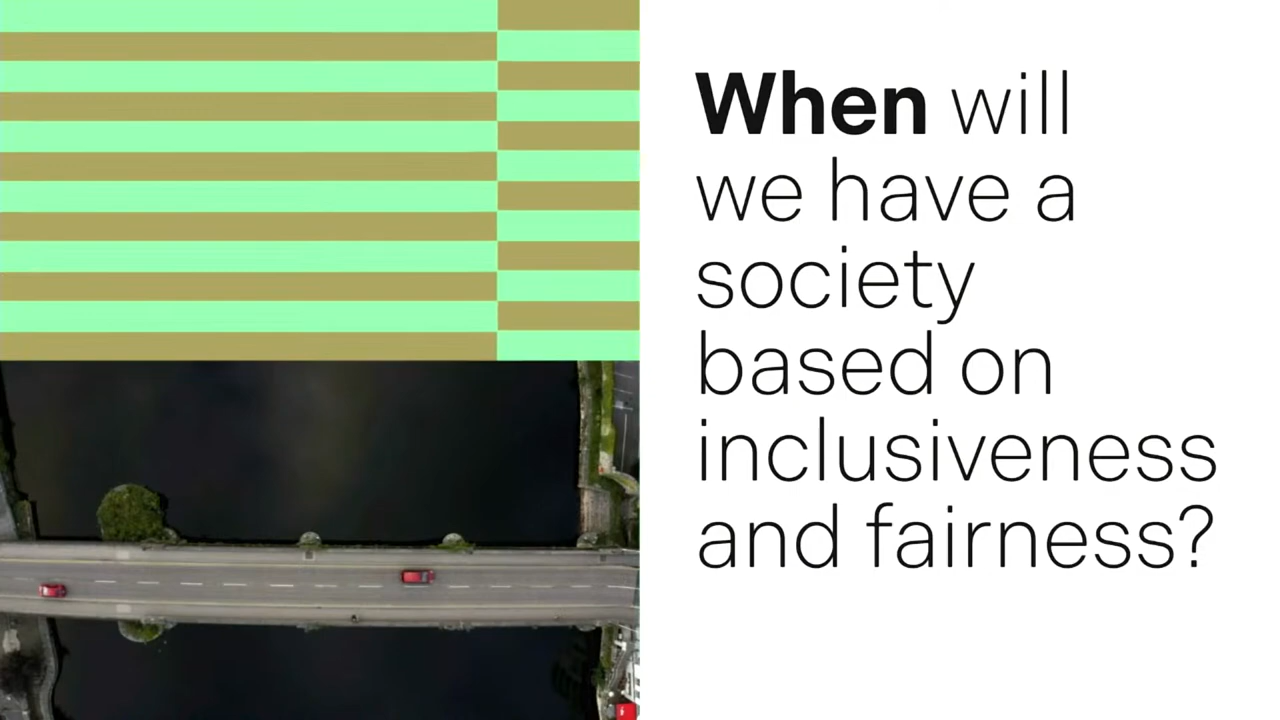 When will
we have a
society
based on
inclusiveness
and fairness?